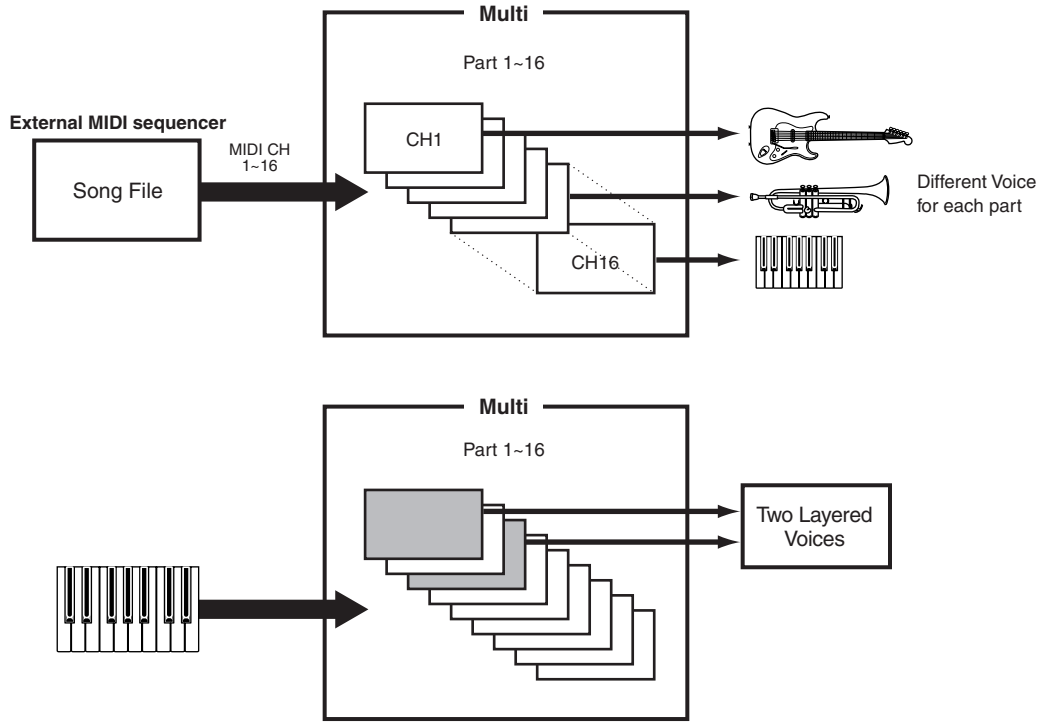 Multi
Part 1~16
External MIDI sequencer
Song File
MIDI CH
1~16
CH1
CH16
Different Voice
for each part
Multi
Part 1~16
Two Layered
Voices